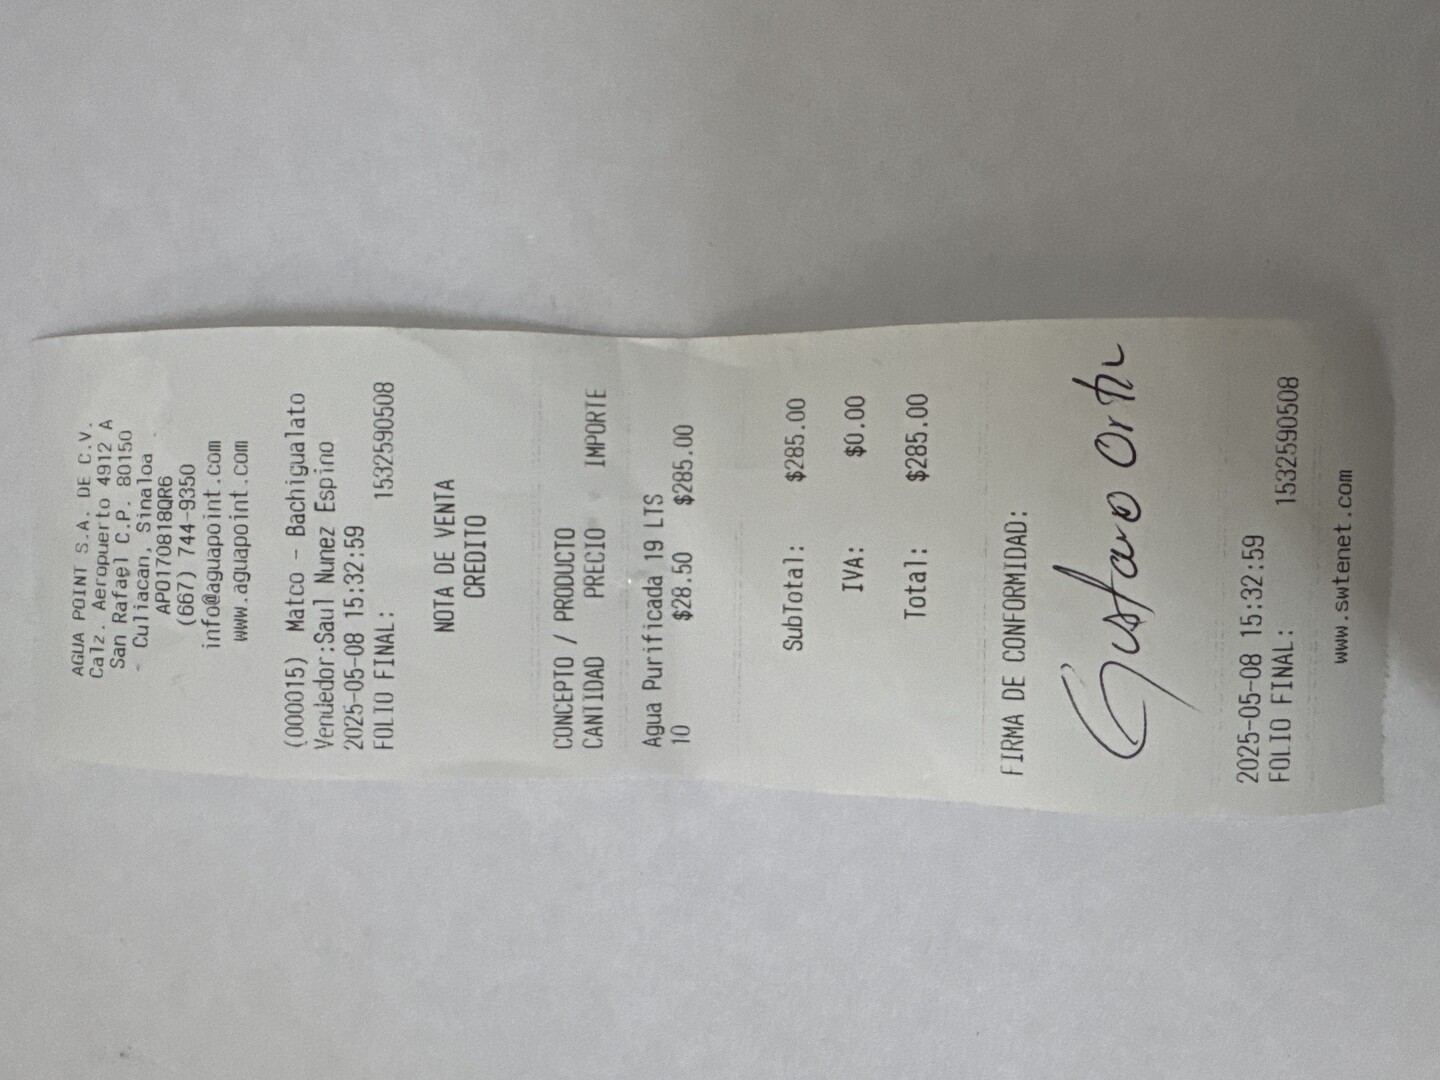 AGUA POINT S.A. DE C.V.
Calz. Aeropuerto 4912 A
San Rafael C.P. 80150
- Culiacan, Sinaloa
APO170818QR6
(667) 744-9350
info@aguapoint.com
www.aguapoint.com
(000015) Matco - Bachigualato
Vendedor:Saul Nunez Espino
2025-05-08 15:32:59
FOLIO FINAL: 1532590508
NOTA DE VENTA
CREDITO
CONCEPTO / PRODUCTO
CANTIDAD PRECIO IMPORTE
Agua Purificada 19 LTS
10 $28.50 $285.00
SubTotal: $285.00
IVA: $0.00
Total: $285.00
FIRMA DE CONFORMIDAD:
Gustavo Ortiz
2025-05-08 15:32:59
FOLIO FINAL: 1532590508
www.swtenet.com